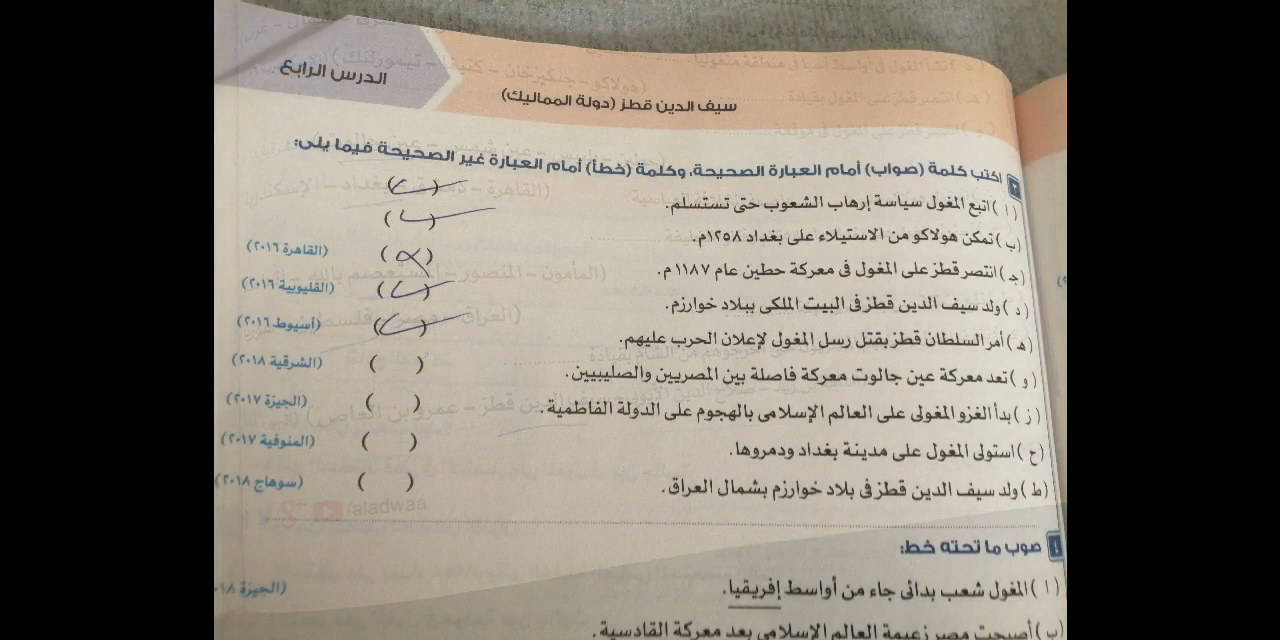 الدرس الرابع
سيف الدين قطز (دولة المماليك)
٣ اكتب كلمة (صواب) أمام العبارة الصحيحة، وكلمة (خطأ) أمام العبارة غير الصحيحة فيما يلى:
(١) اتبع المغول سياسة إرهاب الشعوب حتى تستسلم. (✓)
(ب) تمكن هولاكو من الاستيلاء على بغداد ١٢٥٨م. (✓)
(جـ) انتصر قطز على المغول فى معركة حطين عام ١١٨٧م. (×) (القاهرة ٢٠١٦)
(د) ولد سيف الدين قطز فى البيت الملكى ببلاد خوارزم. (✓) (القليوبية ٢٠١٦)
(هـ) أمر السلطان قطز بقتل رسل المغول لإعلان الحرب عليهم. (✓) (أسيوط ٢٠١٦)
(و) تعد معركة عين جالوت معركة فاصلة بين المصريين والصليبيين. ( ) (الشرقية ٢٠١٨)
(ز) بدأ الغزو المغولى على العالم الإسلامى بالهجوم على الدولة الفاطمية. ( ) (الجيزة ٢٠١٧)
(ح) استولى المغول على مدينة بغداد ودمروها. ( ) (المنوفية ٢٠١٧)
(ط) ولد سيف الدين قطز فى بلاد خوارزم بشمال العراق. ( ) (سوهاج ٢٠١٨)
/aladwaa
٤ صوب ما تحته خط:
(١) المغول شعب بدائى جاء من أواسط إفريقيا. (الجيزة
(ب) أصبحت مصر زعيمة العالم الإسلامى بعد معركة القادسية.